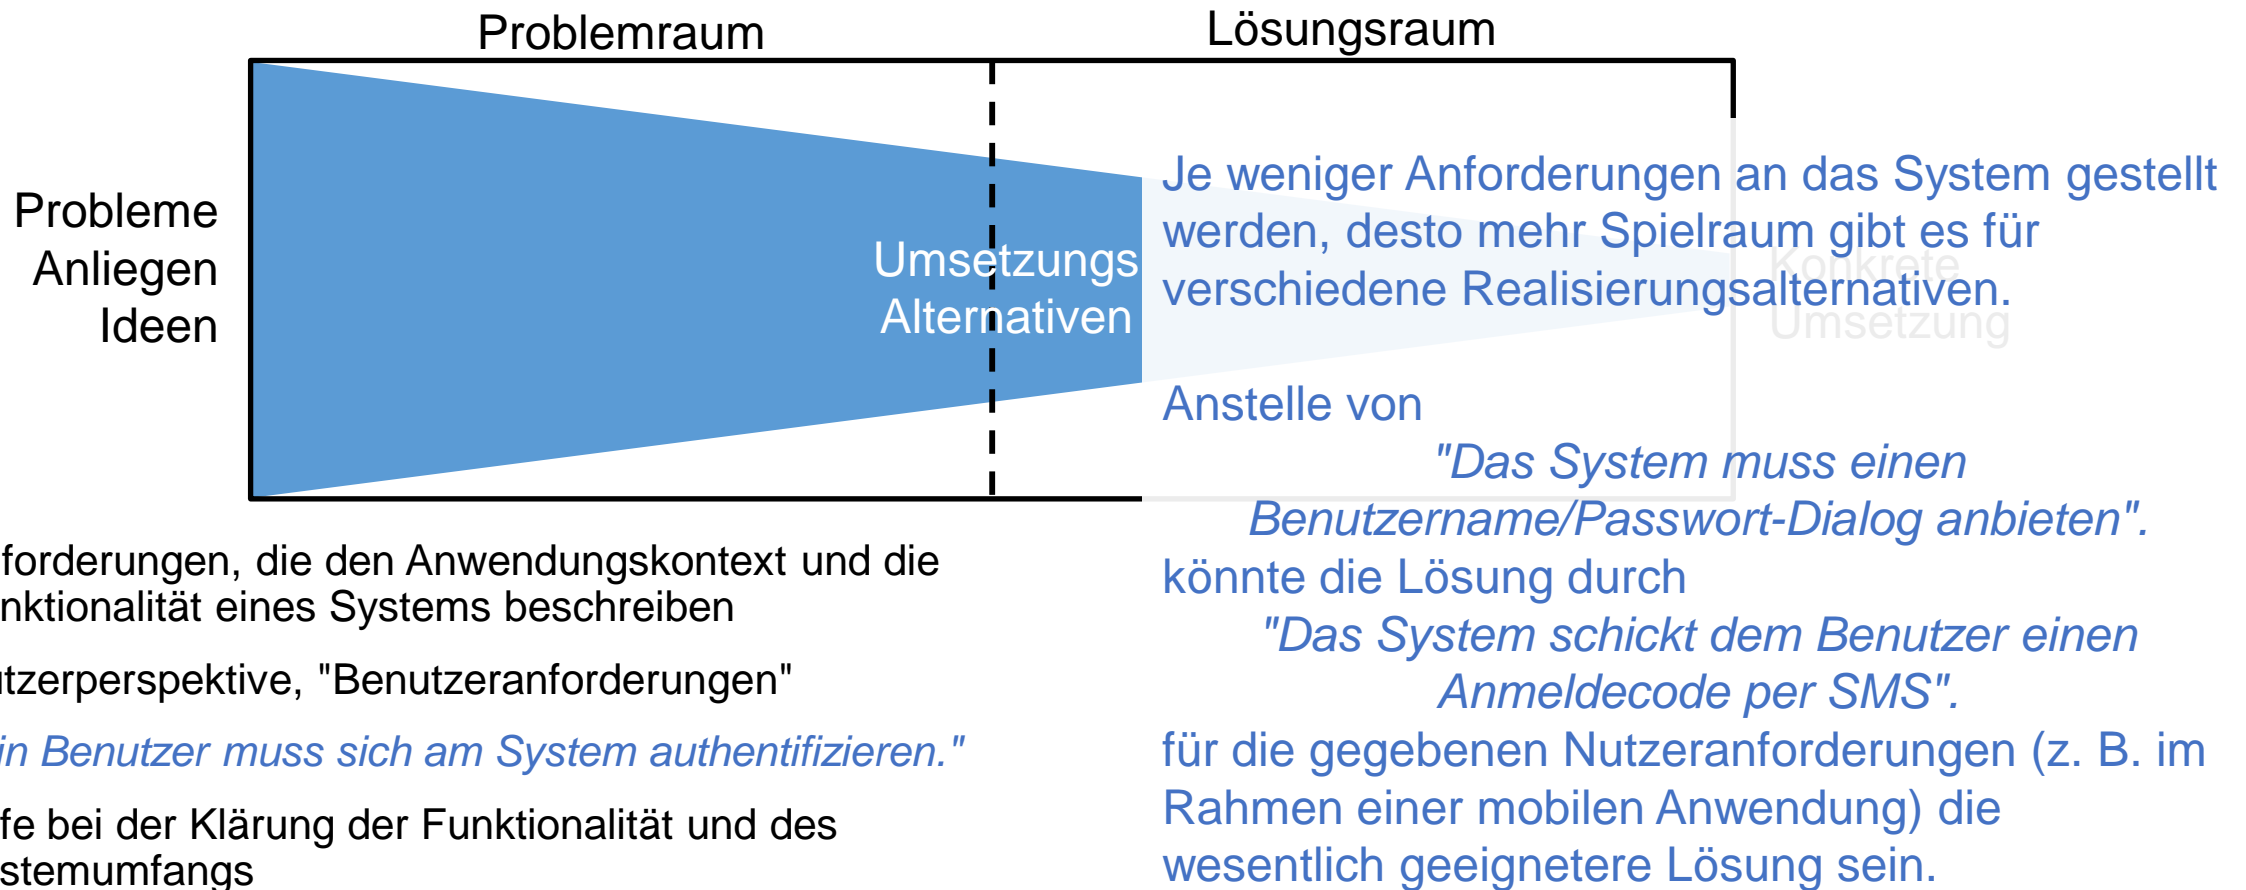 Problemraum
Lösungsraum
Probleme
Anliegen
Ideen
Umsetzungs
Alternativen
Konkrete
Umsetzung
forderungen, die den Anwendungskontext und die
nktionalität eines Systems beschreiben
utzerperspektive, "Benutzeranforderungen"
in Benutzer muss sich am System authentifizieren."
fe bei der Klärung der Funktionalität und des
stemumfangs
Je weniger Anforderungen an das System gestellt
werden, desto mehr Spielraum gibt es für
verschiedene Realisierungsalternativen.
Anstelle von
"Das System muss einen
Benutzername/Passwort-Dialog anbieten".
könnte die Lösung durch
"Das System schickt dem Benutzer einen
Anmeldecode per SMS".
für die gegebenen Nutzeranforderungen (z. B. im
Rahmen einer mobilen Anwendung) die
wesentlich geeignetere Lösung sein.